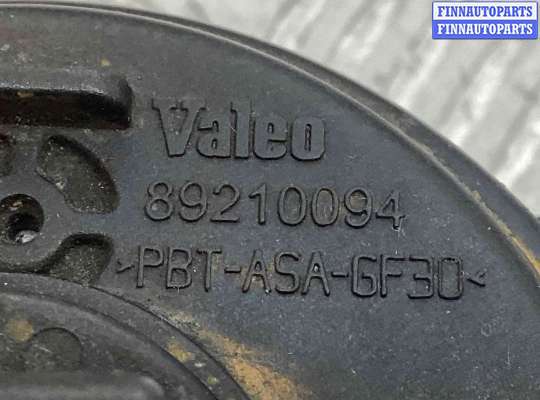 FINNAUTOPARTS
FINNAUTOPARTS
Valeo
89210094
>PBT-ASA-GF30<